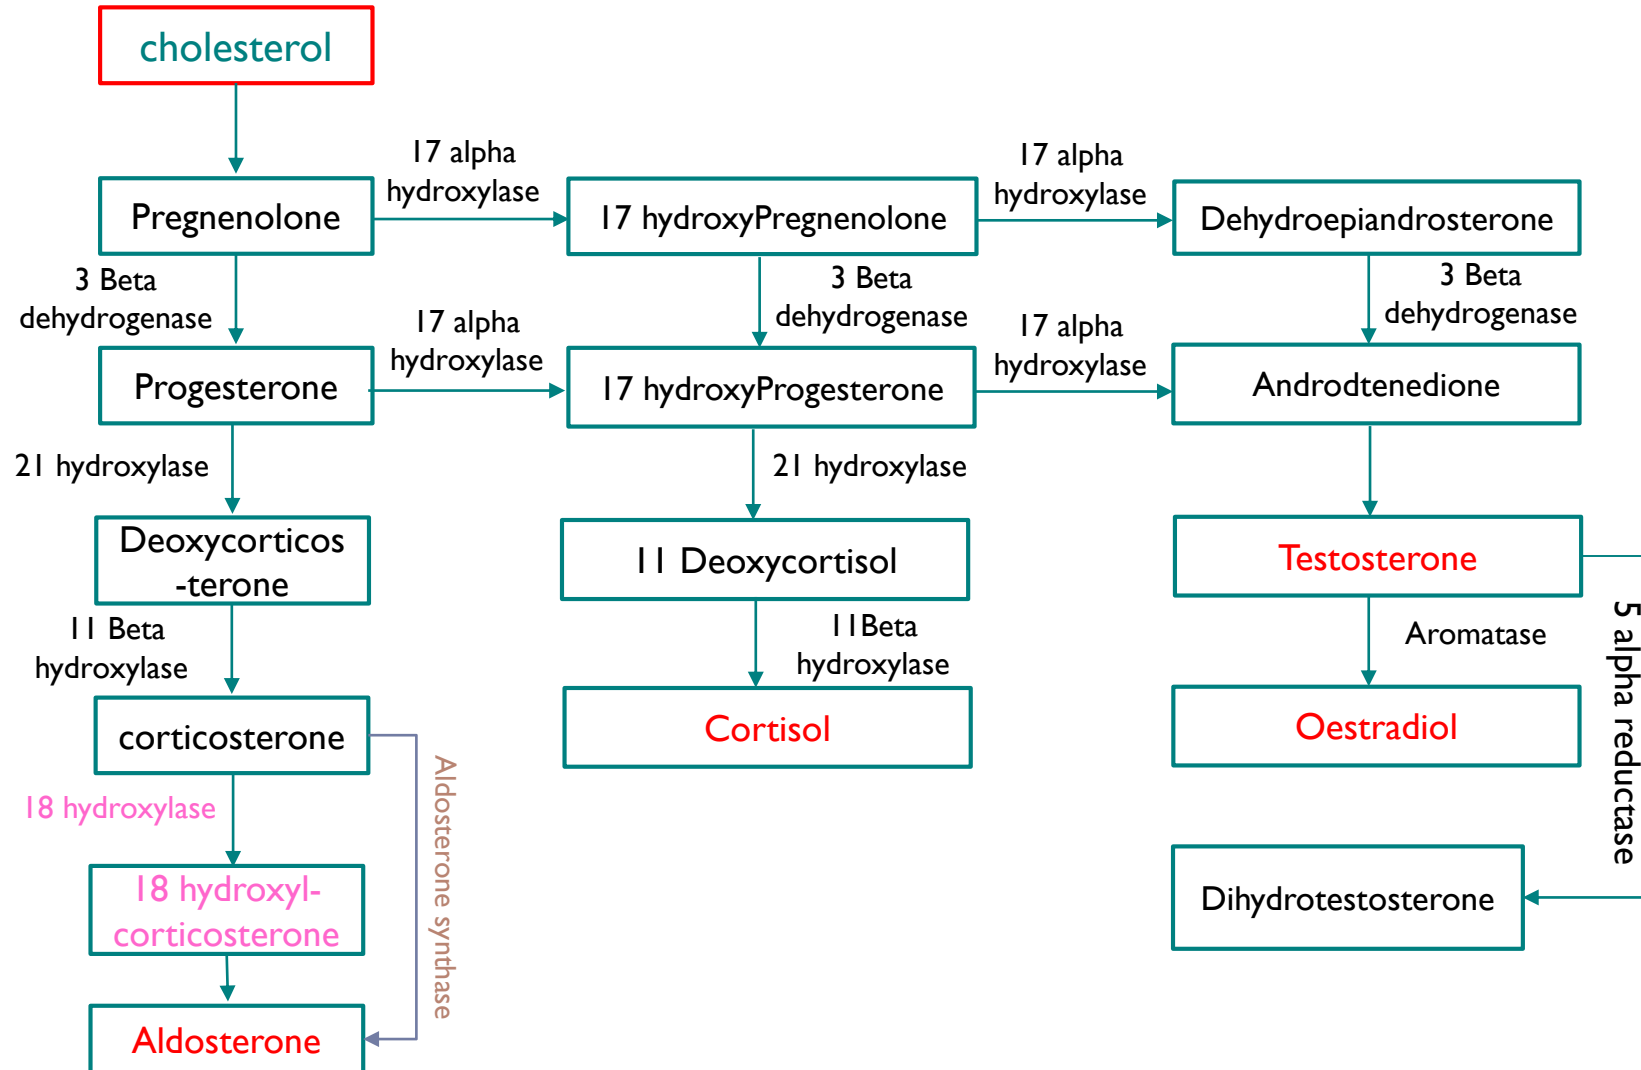 cholesterol
17 alpha
hydroxylase
17 alpha
hydroxylase
Pregnenolone
17 hydroxyPregnenolone
Dehydroepiandrosterone
3 Beta
dehydrogenase
3 Beta
dehydrogenase
3 Beta
dehydrogenase
17 alpha
hydroxylase
17 alpha
hydroxylase
Progesterone
17 hydroxyProgesterone
Androdtenedione
21 hydroxylase
21 hydroxylase
Deoxycorticos
-terone
11 Deoxycortisol
Testosterone
11 Beta
hydroxylase
11Beta
hydroxylase
Aromatase
5 alpha reductase
corticosterone
Cortisol
Oestradiol
18 hydroxylase
Aldosterone synthase
18 hydroxyl-
corticosterone
Dihydrotestosterone
Aldosterone